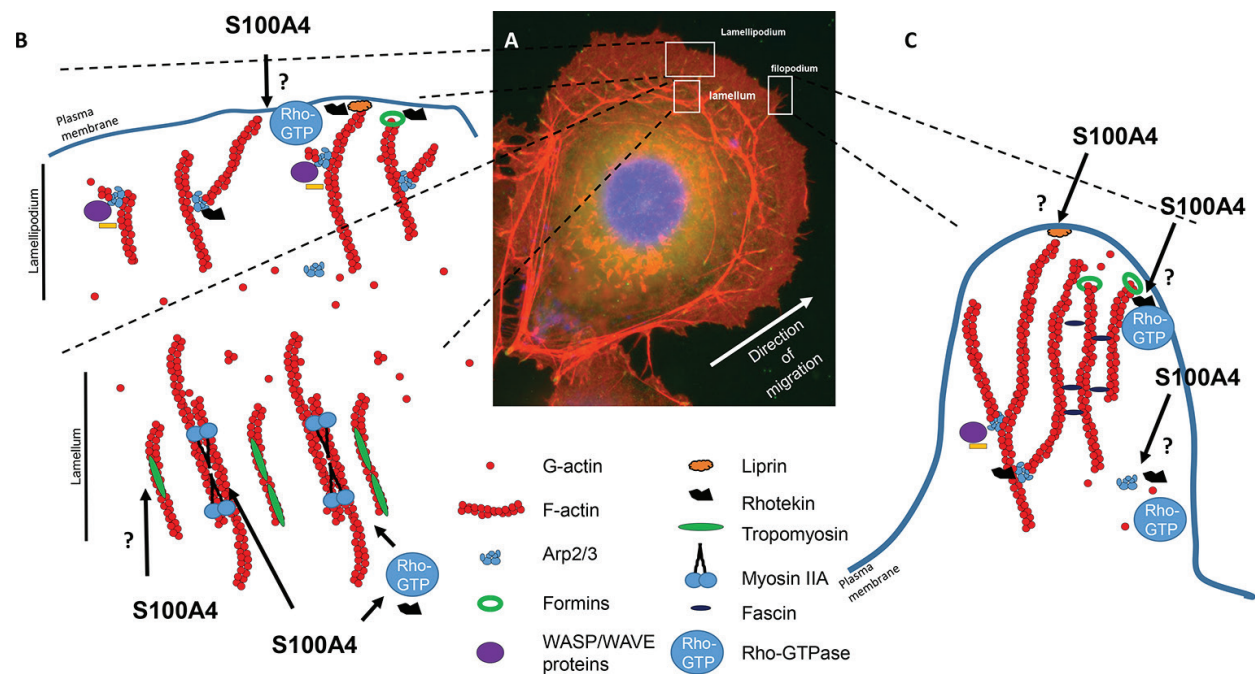 B
S100A4
?
Plasma
membrane
Rho-
GTP
Lamellipodium
Lamellum
?
S100A4
S100A4
Rho-
GTP
A
Lamellipodium
filopodium
lamellum
Direction
of
migration
C
S100A4
?
S100A4
?
Rho-
GTP
S100A4
?
Rho-
GTP
Plasma
membrane
G-actin
F-actin
Arp2/3
Formins
WASP/WAVE
proteins
Liprin
Rhotekin
Tropomyosin
Myosin IIA
Fascin
Rho-
GTP
Rho-GTPase